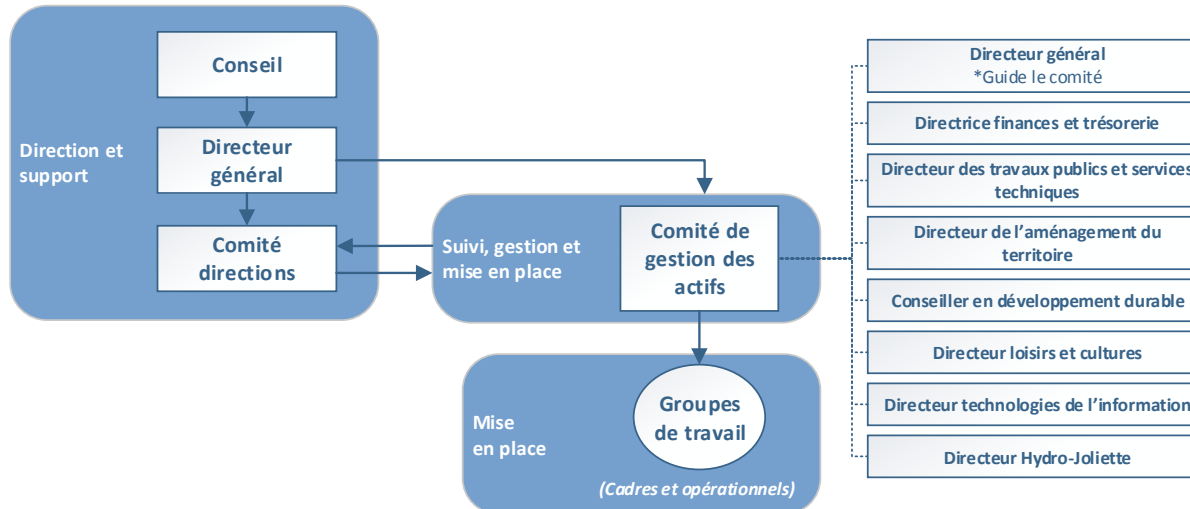 Direction et
support
Conseil
Directeur
général
Comité
directions
Suivi, gestion et
mise en place
Comité de
gestion des
actifs
Mise
en place
Groupes
de travail
(Cadres et opérationnels)
Directeur général
*Guide le comité
Directrice finances et trésorerie
Directeur des travaux publics et services
techniques
Directeur de l’aménagement du
territoire
Conseiller en développement durable
Directeur loisirs et cultures
Directeur technologies de l’information
Directeur Hydro-Joliette